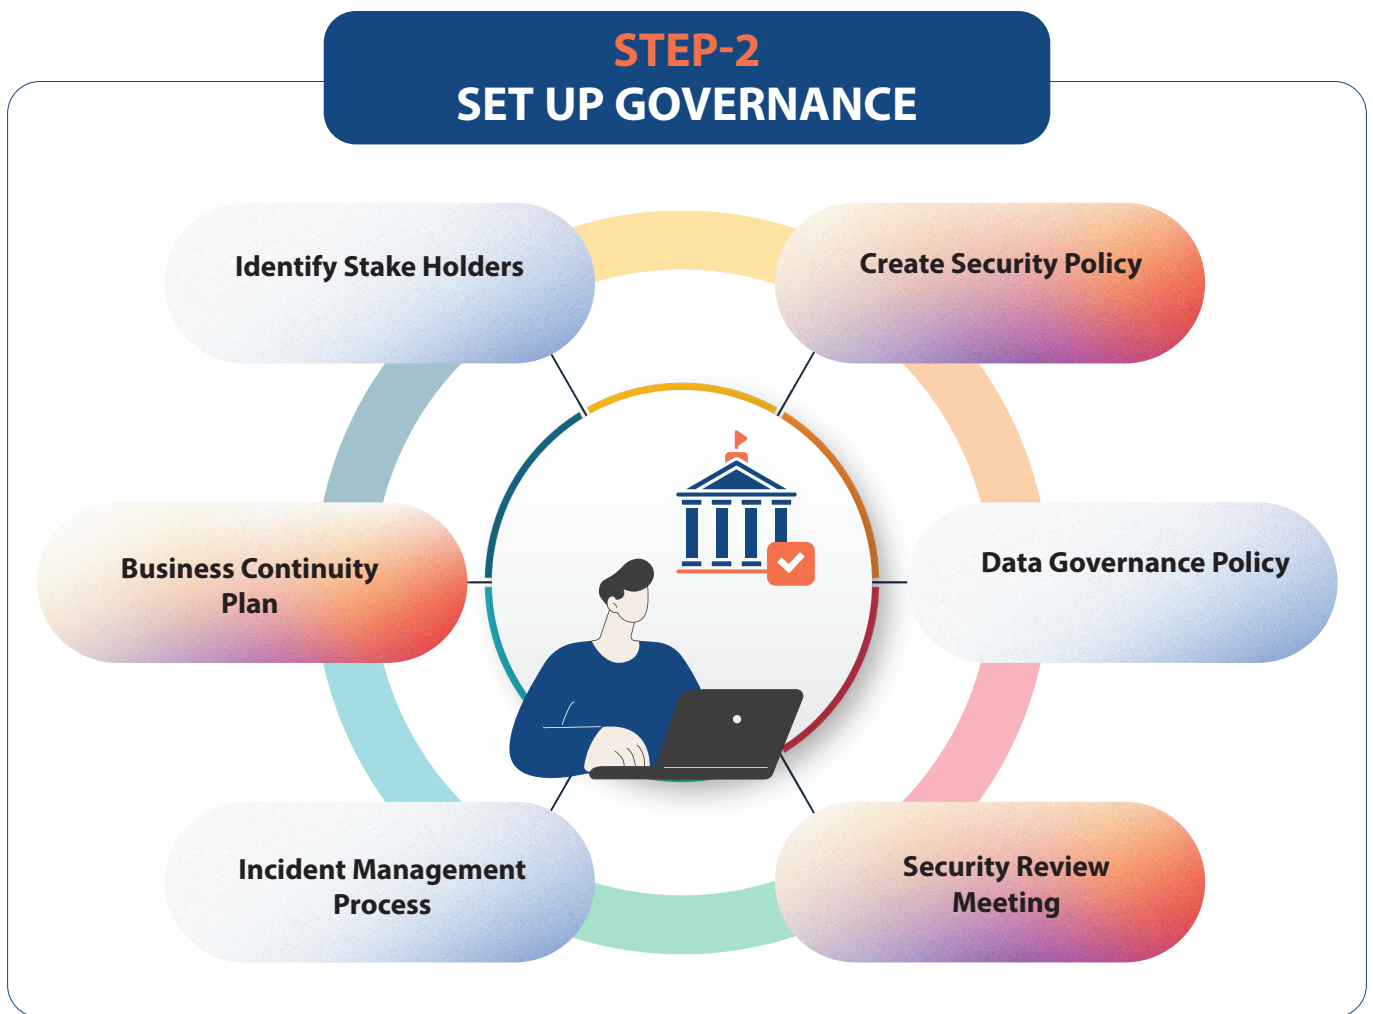 STEP-2
SET UP GOVERNANCE
Identify Stake Holders
Create Security Policy
Business Continuity
Plan
Data Governance Policy
Incident Management
Process
Security Review
Meeting